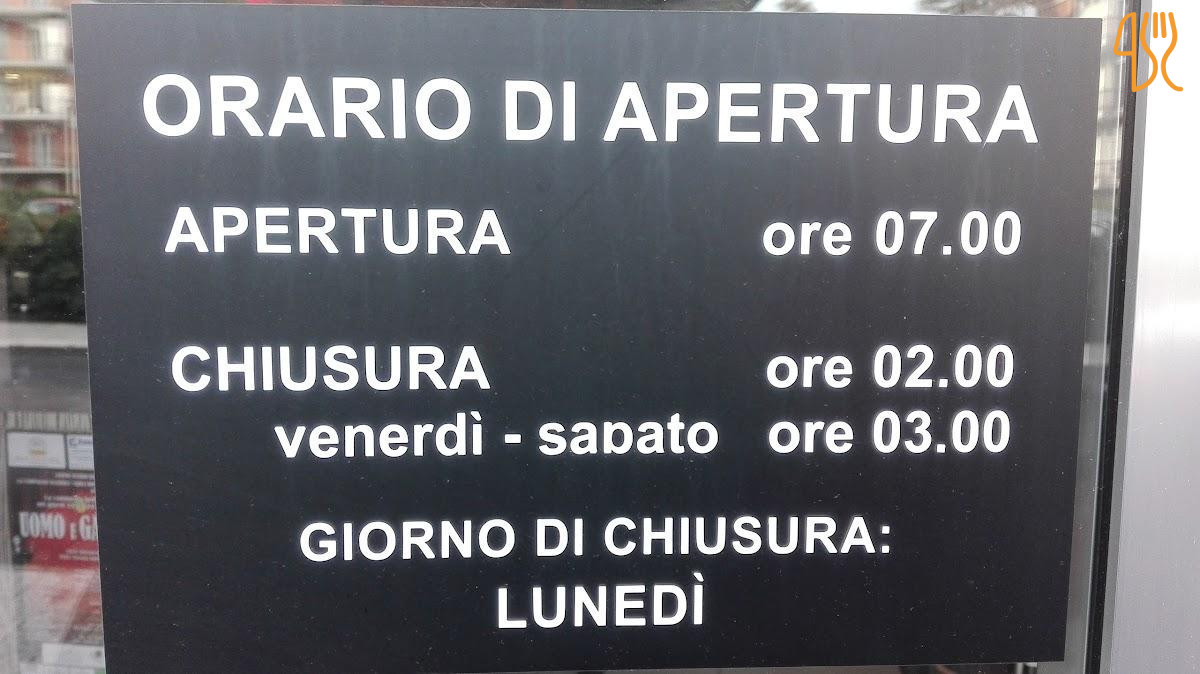 ORARIO DI APERTURA
APERTURA ore 07.00
CHIUSURA ore 02.00
venerdì - sabato ore 03.00
GIORNO DI CHIUSURA:
LUNEDÌ
UOMO E